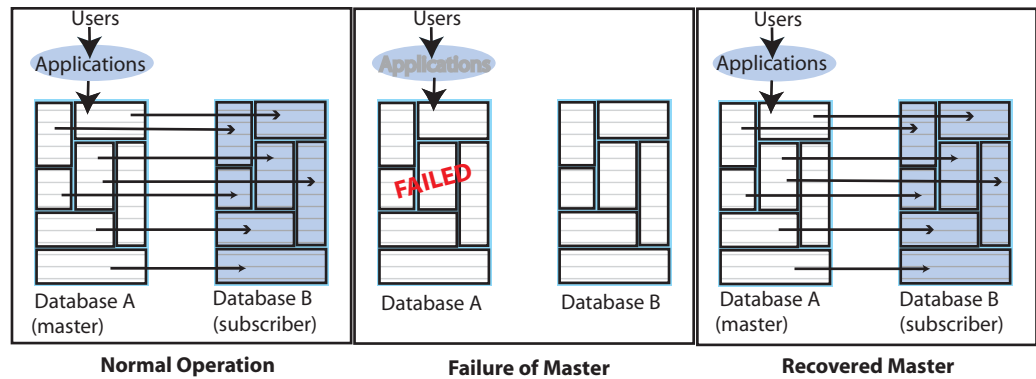 Users
Applications
Database A
(master)
Database B
(subscriber)
Normal Operation
Users
Applications
FAILED
Database A
Database B
Failure of Master
Users
Applications
Database A
(master)
Database B
(subscriber)
Recovered Master